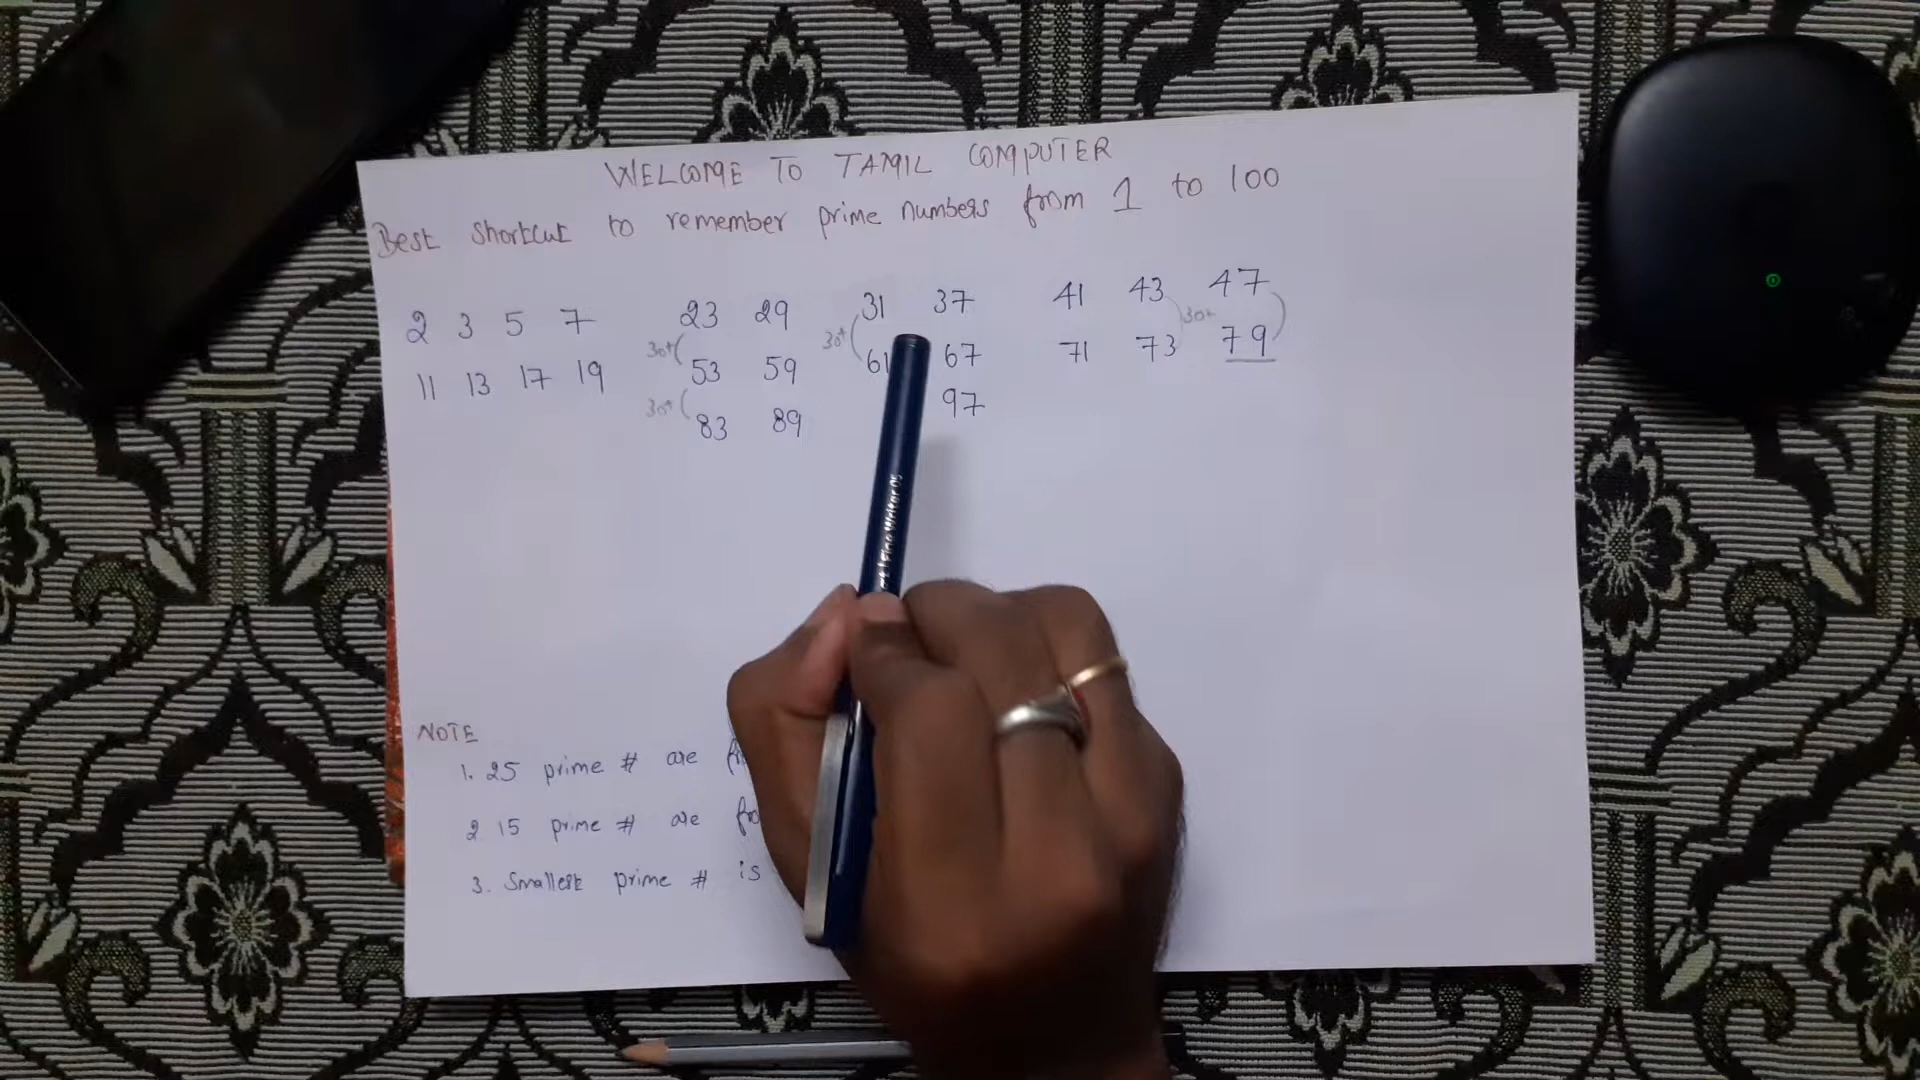 WELCOME TO TAMIL COMPUTER
Best shortcut to remember prime numbers from 1 to 100
2 3 5 7 23 29 31 37 41 43 47
30+ 30+ 30+
11 13 17 19 53 59 61 67 71 73 79
30+
83 89 97
NOTE
1. 25 prime # are
2 15 prime # are
3. Smallest prime # is